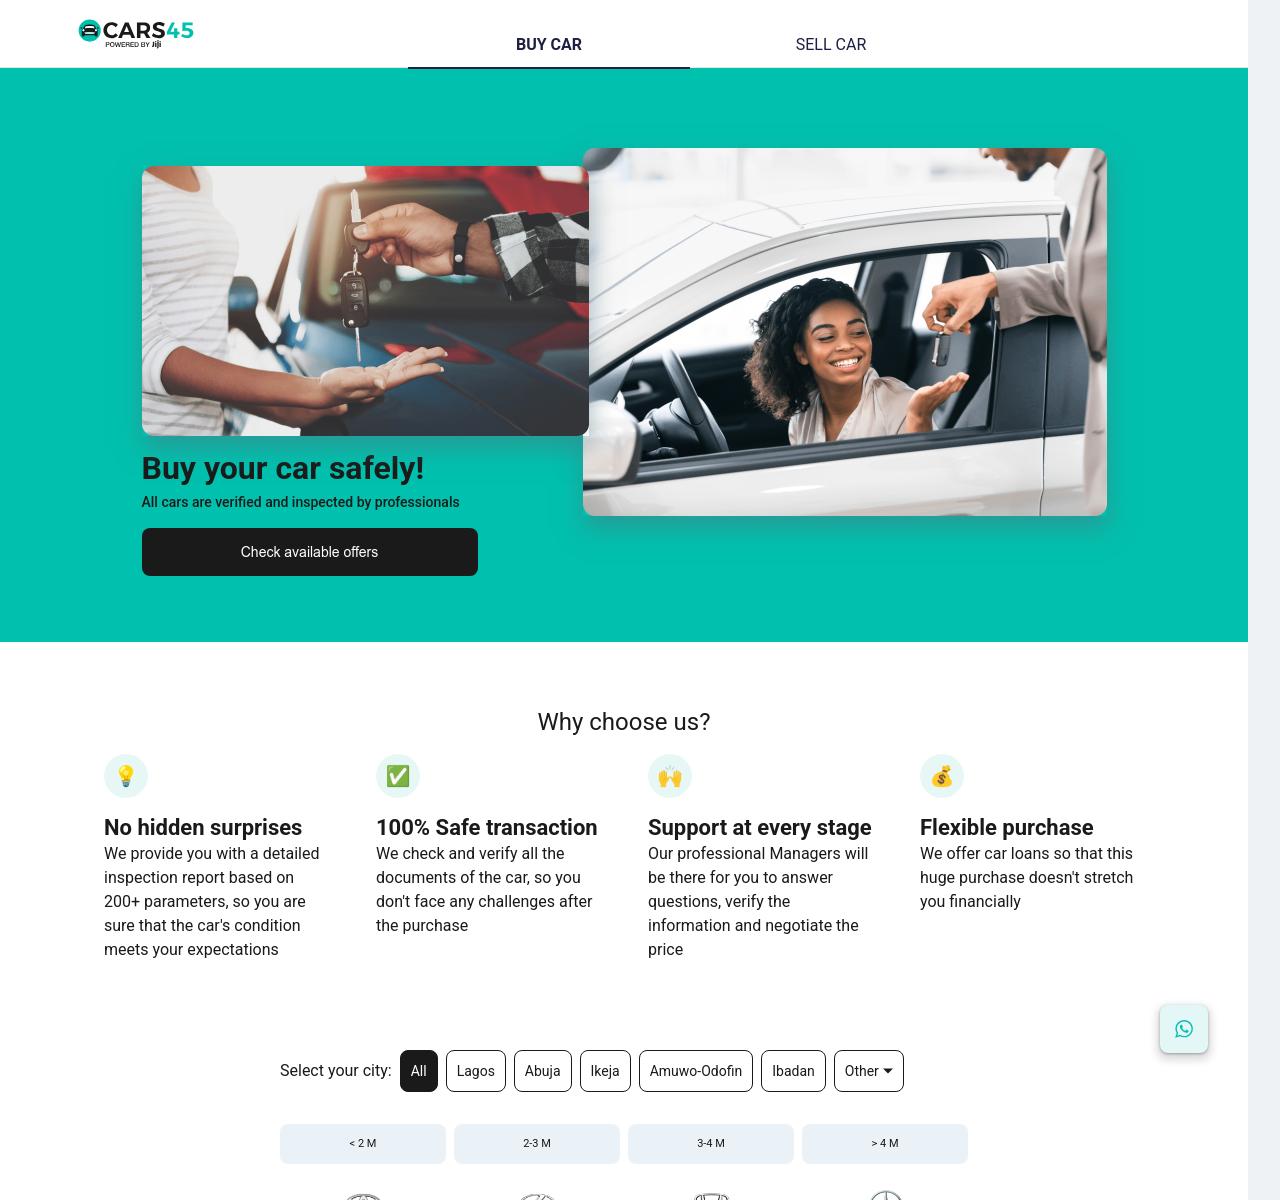 CARS45
POWERED BY Jiji
BUY CAR
SELL CAR
Buy your car safely!
All cars are verified and inspected by professionals
Check available offers
Why choose us?
No hidden surprises
We provide you with a detailed
inspection report based on
200+ parameters, so you are
sure that the car's condition
meets your expectations
100% Safe transaction
We check and verify all the
documents of the car, so you
don't face any challenges after
the purchase
Support at every stage
Our professional Managers will
be there for you to answer
questions, verify the
information and negotiate the
price
Flexible purchase
We offer car loans so that this
huge purchase doesn't stretch
you financially
Select your city: All Lagos Abuja Ikeja Amuwo-Odofin Ibadan Other
< 2 M 2-3 M 3-4 M > 4 M